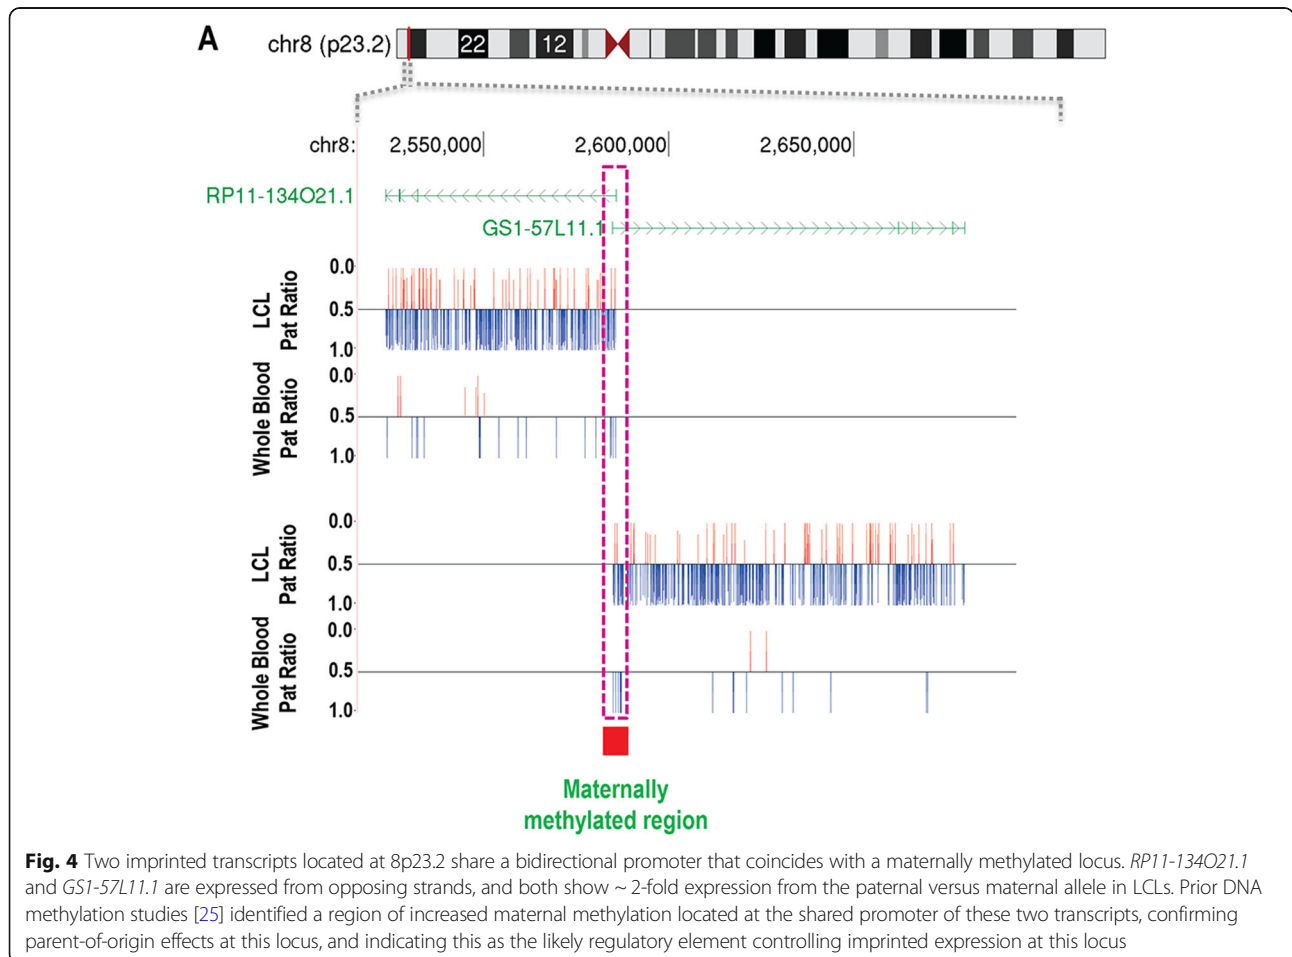 A
chr8 (p23.2)
22
12
chr8:
2,550,000
2,600,000
2,650,000
RP11-134O21.1
GS1-57L11.1
LCL
Pat Ratio
0.0
0.5
1.0
Whole Blood
Pat Ratio
0.0
0.5
1.0
LCL
Pat Ratio
0.0
0.5
1.0
Whole Blood
Pat Ratio
0.0
0.5
1.0
Maternally
methylated region
Fig. 4 Two imprinted transcripts located at 8p23.2 share a bidirectional promoter that coincides with a maternally methylated locus. RP11-134O21.1
and GS1-57L11.1 are expressed from opposing strands, and both show ~ 2-fold expression from the paternal versus maternal allele in LCLs. Prior DNA
methylation studies [25] identified a region of increased maternal methylation located at the shared promoter of these two transcripts, confirming
parent-of-origin effects at this locus, and indicating this as the likely regulatory element controlling imprinted expression at this locus